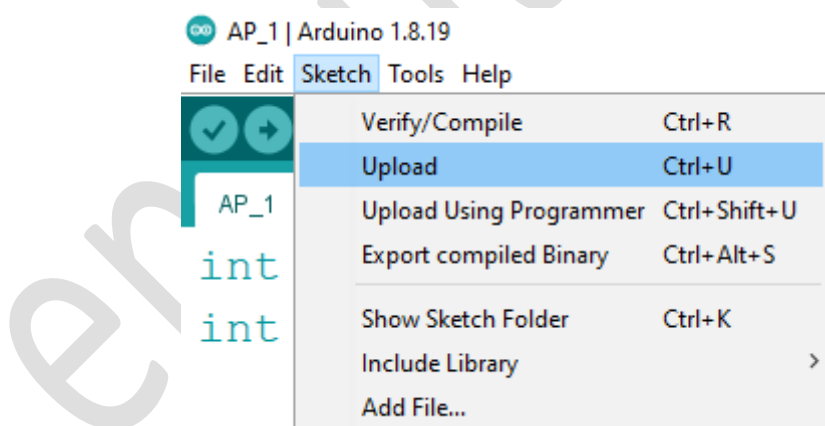 AP_1 | Arduino 1.8.19
File Edit Sketch Tools Help
Verify/Compile Ctrl+R
Upload Ctrl+U
AP_1
Upload Using Programmer Ctrl+Shift+U
Export compiled Binary Ctrl+Alt+S
int
int
Show Sketch Folder Ctrl+K
Include Library >
Add File...